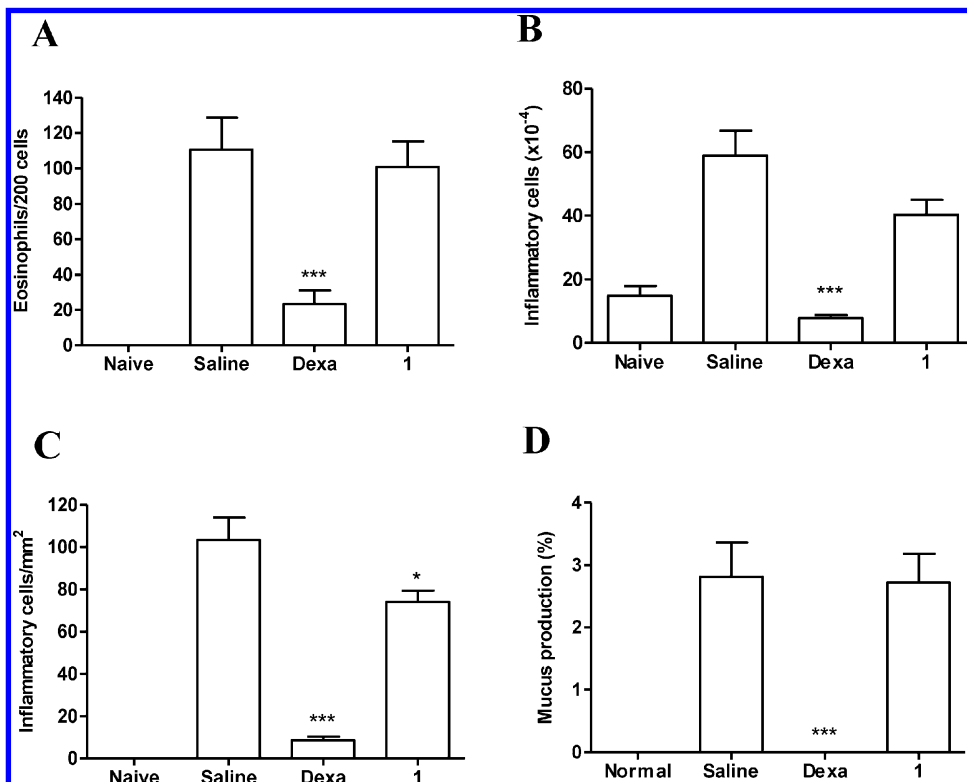 A
Eosinophils/200 cells
140
120
100
80
60
40
20
0
***
Naive Saline Dexa 1
B
Inflammatory cells (x10-4)
80
60
40
20
0
***
Naive Saline Dexa 1
C
Inflammatory cells/mm2
120
100
80
60
40
20
0
***
*
Naive Saline Dexa 1
D
Mucus production (%)
4
3
2
1
0
***
Normal Saline Dexa 1